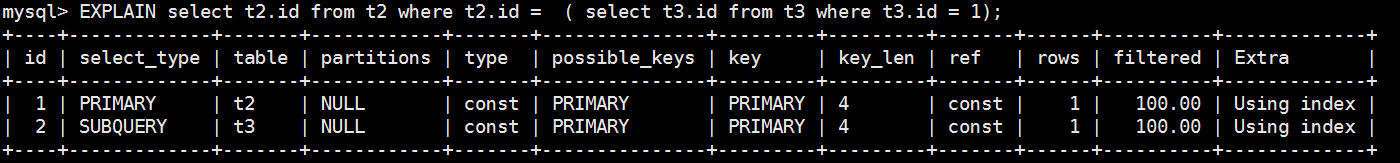 mysql> EXPLAIN select t2.id from t2 where t2.id =  ( select t3.id from t3 where t3.id = 1);
+----+-------------+-------+------------+-------+---------------+---------+---------+-------+------+----------+-------------+
| id | select_type | table | partitions | type  | possible_keys | key     | key_len | ref   | rows | filtered | Extra       |
+----+-------------+-------+------------+-------+---------------+---------+---------+-------+------+----------+-------------+
|  1 | PRIMARY     | t2    | NULL       | const | PRIMARY       | PRIMARY | 4       | const |    1 |   100.00 | Using index |
|  2 | SUBQUERY    | t3    | NULL       | const | PRIMARY       | PRIMARY | 4       | const |    1 |   100.00 | Using index |
+----+-------------+-------+------------+-------+---------------+---------+---------+-------+------+----------+-------------+